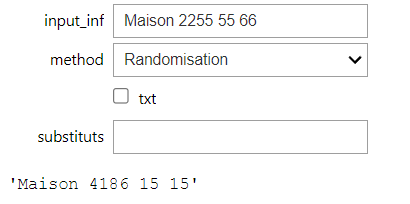 input_inf Maison 2255 55 66
method Randomisation
txt
substituts
'Maison 4186 15 15'